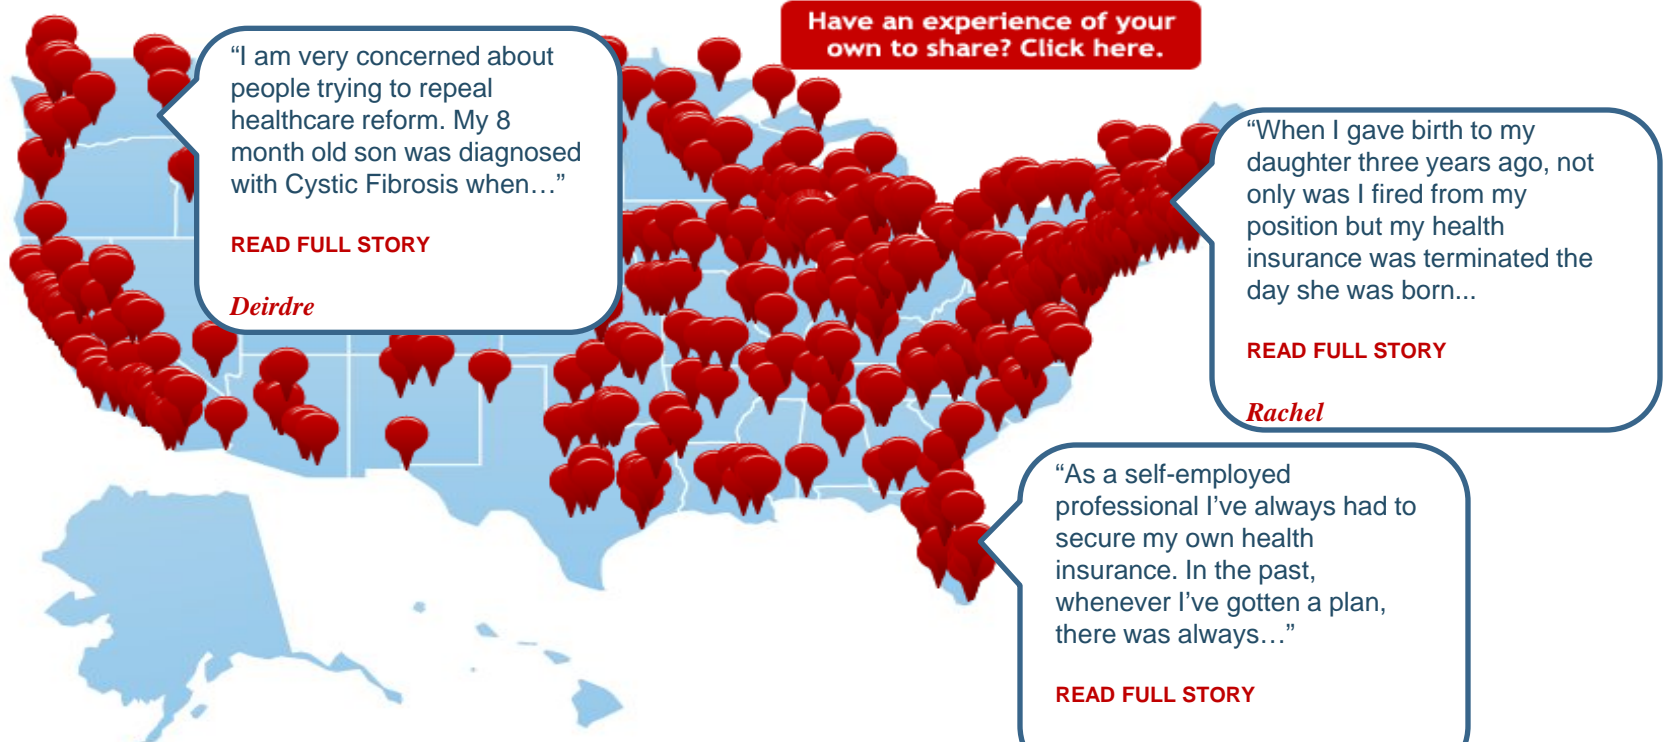 Have an experience of your
own to share? Click here.
“I am very concerned about
people trying to repeal
healthcare reform. My 8
month old son was diagnosed
with Cystic Fibrosis when…”
READ FULL STORY
Deirdre
“When I gave birth to my
daughter three years ago, not
only was I fired from my
position but my health
insurance was terminated the
day she was born...
READ FULL STORY
Rachel
“As a self-employed
professional I’ve always had to
secure my own health
insurance. In the past,
whenever I’ve gotten a plan,
there was always…”
READ FULL STORY